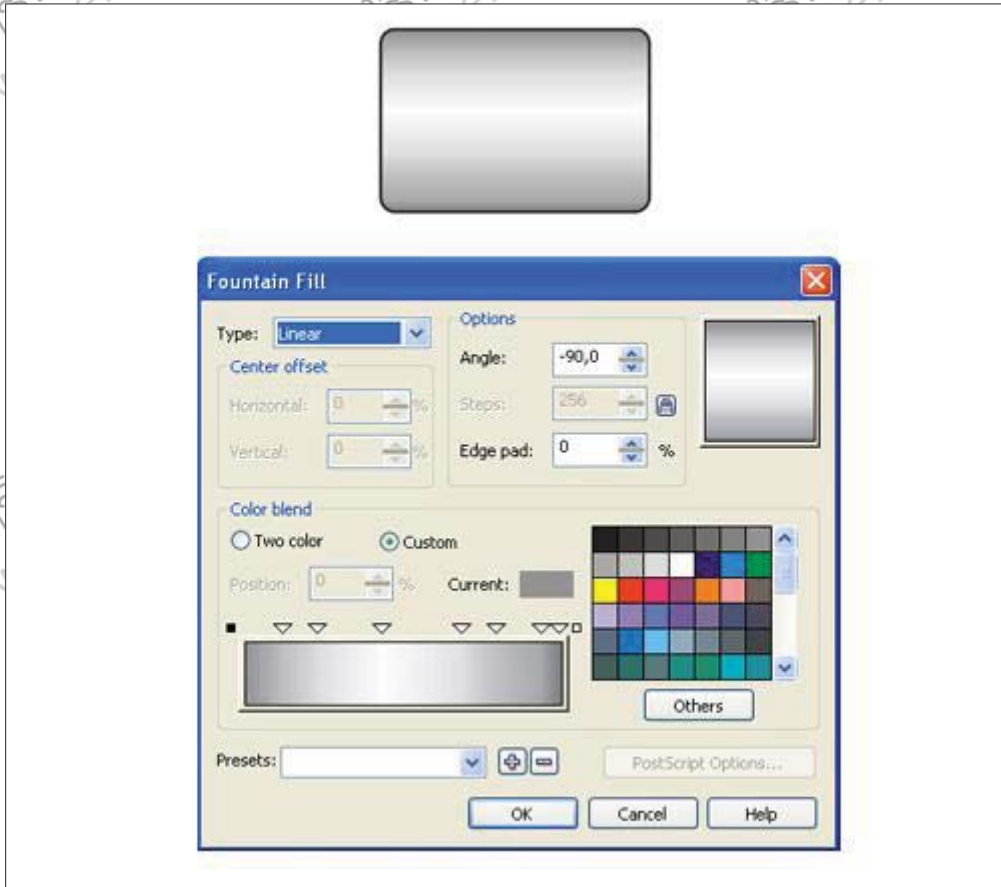 Fountain Fill
Type: Linear
Options
Angle: -90,0
Center offset
Horizontal: 0 %
Steps: 256
Vertical: 0 %
Edge pad: 0 %
Color blend
Two color
Custom
Position: 0 %
Current:
Others
Presets:
PostScript Options...
OK
Cancel
Help